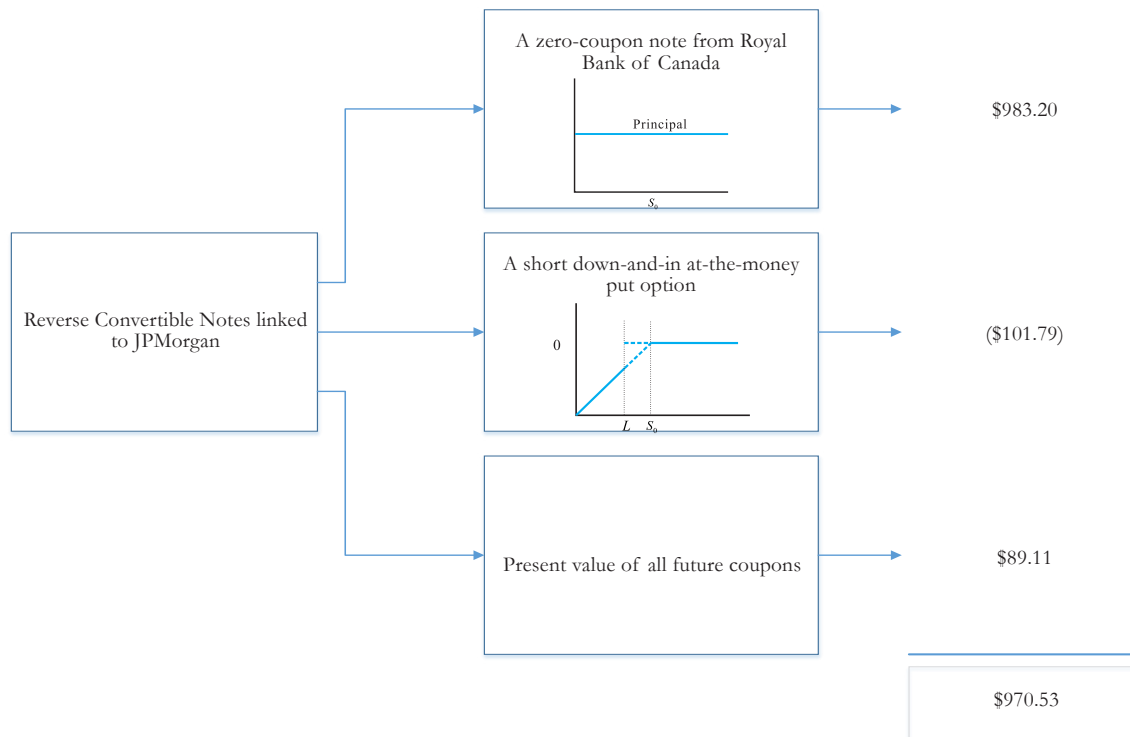 Reverse Convertible Notes linked
to JPMorgan
A zero-coupon note from Royal
Bank of Canada
Principal
S₀
$983.20
A short down-and-in at-the-money
put option
0
L
S₀
($101.79)
Present value of all future coupons
$89.11
$970.53